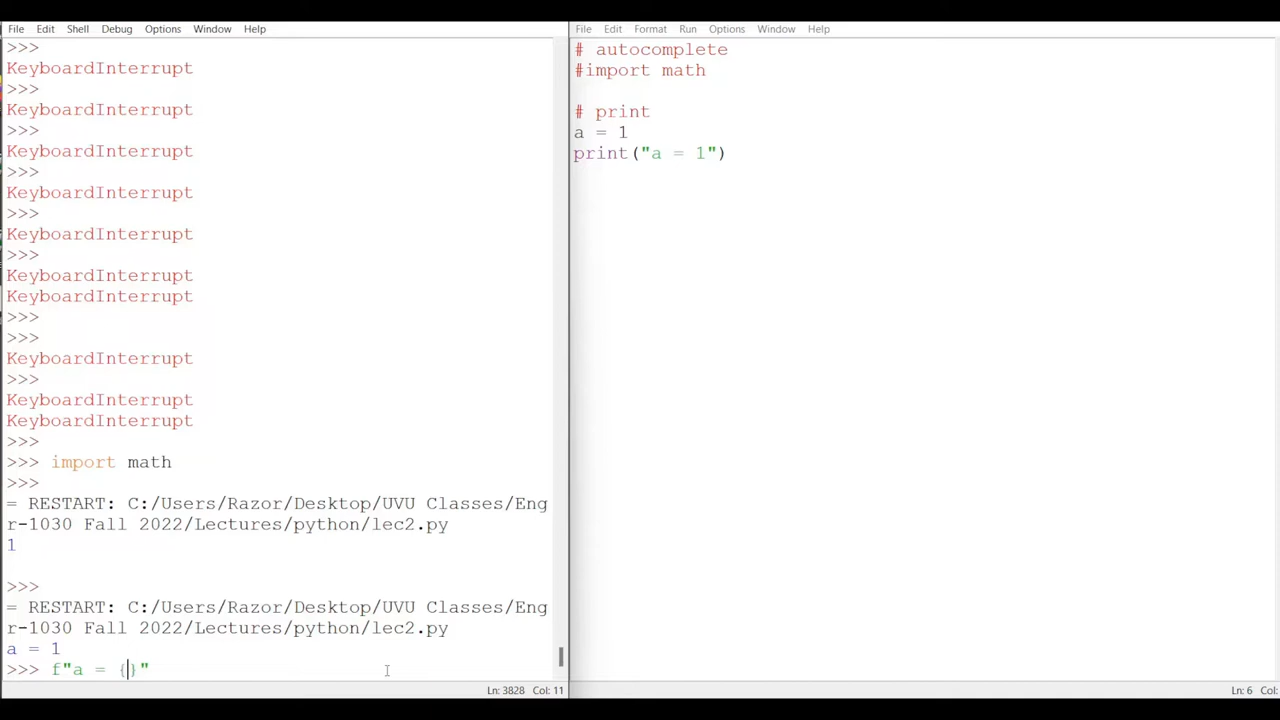 File Edit Shell Debug Options Window Help
>>>
KeyboardInterrupt
>>>
KeyboardInterrupt
>>>
KeyboardInterrupt
>>>
KeyboardInterrupt
>>>
KeyboardInterrupt
>>>
KeyboardInterrupt
KeyboardInterrupt
>>>
>>>
KeyboardInterrupt
>>>
KeyboardInterrupt
KeyboardInterrupt
>>>
>>> import math
>>>
= RESTART: C:/Users/Razor/Desktop/UVU Classes/Eng
r-1030 Fall 2022/Lectures/python/lec2.py
1
>>>
= RESTART: C:/Users/Razor/Desktop/UVU Classes/Eng
r-1030 Fall 2022/Lectures/python/lec2.py
a = 1
>>> f"a = {}"
Ln: 3828 Col: 11
File Edit Format Run Options Window Help
# autocomplete
#import math
# print
a = 1
print("a = 1")
Ln: 6 Col: